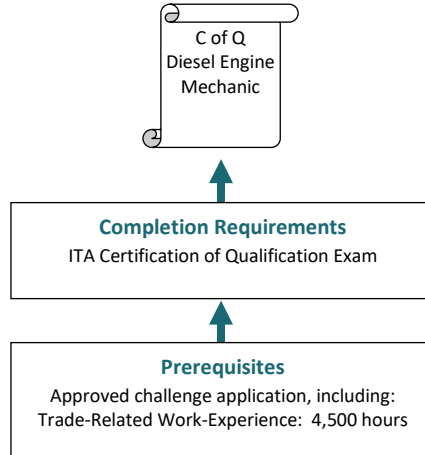 C of Q
Diesel Engine
Mechanic
Completion Requirements
ITA Certification of Qualification Exam
Prerequisites
Approved challenge application, including:
Trade-Related Work-Experience: 4,500 hours